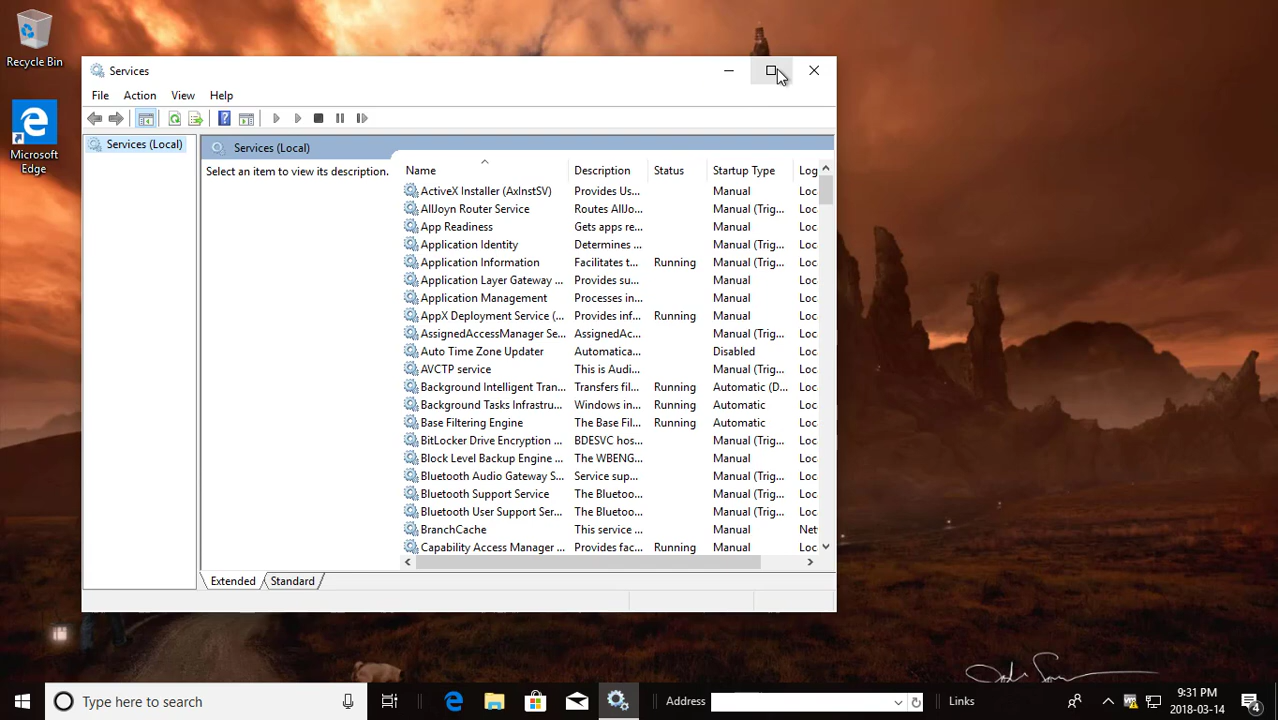 Recycle Bin
Microsoft
Edge
Services
File Action View Help
Services (Local)
Services (Local)
Select an item to view its description.
Name Description Status Startup Type Log
ActiveX Installer (AxInstSV) Provides Us... Manual Loc
AllJoyn Router Service Routes AllJo... Manual (Trig... Loc
App Readiness Gets apps re... Manual Loc
Application Identity Determines ... Manual (Trig... Loc
Application Information Facilitates t... Running Manual (Trig... Loc
Application Layer Gateway ... Provides su... Manual Loc
Application Management Processes in... Manual Loc
AppX Deployment Service (... Provides inf... Running Manual Loc
AssignedAccessManager Se... AssignedAc... Manual (Trig... Loc
Auto Time Zone Updater Automatica... Disabled Loc
AVCTP service This is Audi... Manual (Trig... Loc
Background Intelligent Tran... Transfers fil... Running Automatic (D... Loc
Background Tasks Infrastru... Windows in... Running Automatic Loc
Base Filtering Engine The Base Fil... Running Automatic Loc
BitLocker Drive Encryption ... BDESVC hos... Manual (Trig... Loc
Block Level Backup Engine ... The WBENG... Manual Loc
Bluetooth Audio Gateway S... Service sup... Manual (Trig... Loc
Bluetooth Support Service The Bluetoo... Manual (Trig... Loc
Bluetooth User Support Ser... The Bluetoo... Manual (Trig... Loc
BranchCache This service ... Manual Net
Capability Access Manager ... Provides fac... Running Manual Loc
Extended Standard
Type here to search
Address
Links
9:31 PM
2018-03-14
4